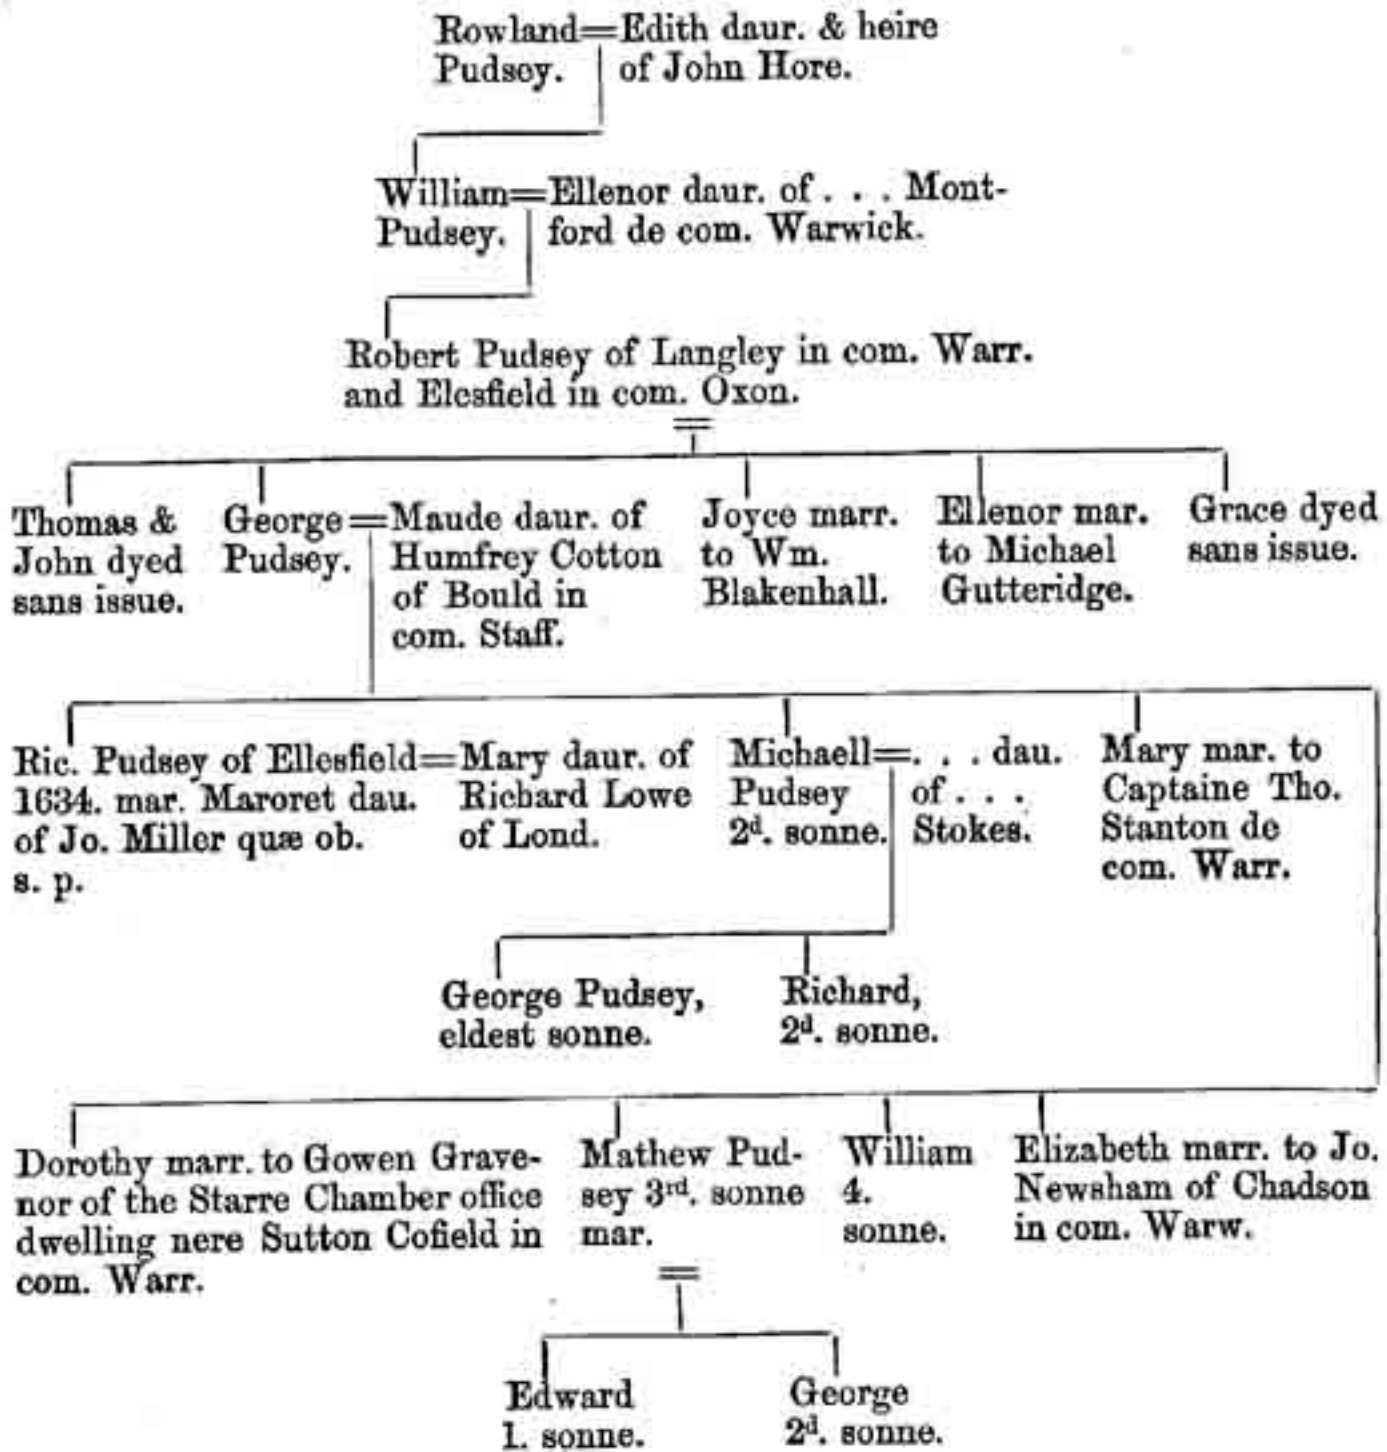 Rowland=Edith daur. & heire
Pudsey. of John Hore.
William=Ellenor daur. of . . . Mont-
Pudsey. ford de com. Warwick.
Robert Pudsey of Langley in com. Warr.
and Elesfield in com. Oxon.
=
Thomas &
John dyed
sans issue.
George=Maude daur. of
Pudsey. Humfrey Cotton
of Bould in
com. Staff.
Joyce marr.
to Wm.
Blakenhall.
Ellenor mar.
to Michael
Gutteridge.
Grace dyed
sans issue.
Ric. Pudsey of Ellesfield=Mary daur. of
1634. mar. Maroret dau. Richard Lowe
of Jo. Miller quæ ob. of Lond.
s. p.
Michaell=. . . dau.
Pudsey of . . .
2d. sonne. Stokes.
Mary mar. to
Captaine Tho.
Stanton de
com. Warr.
George Pudsey,
eldest sonne.
Richard,
2d. sonne.
Dorothy marr. to Gowen Grave-
nor of the Starre Chamber office
dwelling nere Sutton Cofield in
com. Warr.
Mathew Pud-
sey 3rd. sonne
mar.
=
William
4.
sonne.
Elizabeth marr. to Jo.
Newsham of Chadson
in com. Warw.
Edward
1. sonne.
George
2d. sonne.